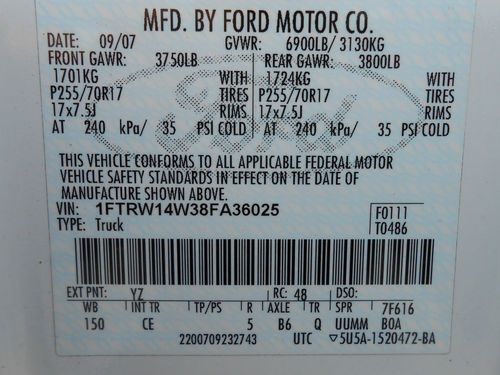 MFD. BY FORD MOTOR CO.
DATE: 09/07 GVWR: 6900LB/ 3130KG
FRONT GAWR: 3750LB REAR GAWR: 3800LB
1701KG WITH 1724KG WITH
P255/70R17 TIRES P255/70R17 TIRES
17x7.5J RIMS 17x7.5J RIMS
AT 240 kPa/ 35 PSI COLD AT 240 kPa/ 35 PSI COLD
THIS VEHICLE CONFORMS TO ALL APPLICABLE FEDERAL MOTOR
VEHICLE SAFETY STANDARDS IN EFFECT ON THE DATE OF
MANUFACTURE SHOWN ABOVE.
VIN: 1FTRW14W38FA36025 F0111
TYPE: Truck T0486
EXT PNT: YZ RC: 48 DSO:
WB INT TR TP/PS R AXLE TR SPR 7F616
150 CE 5 B6 Q UUMM BOA
2200709232743 UTC ▽5U5A-1520472-BA
Ford